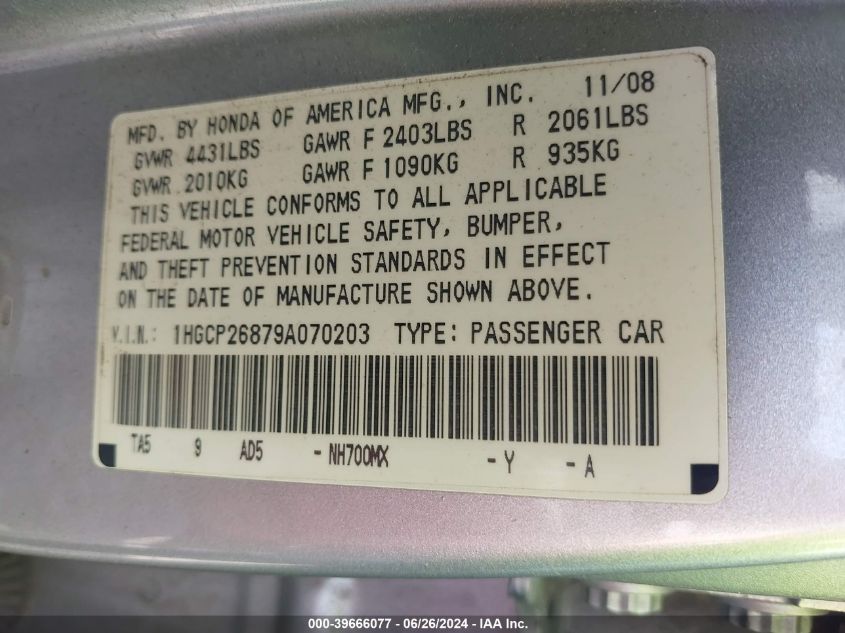 MFD. BY HONDA OF AMERICA MFG., INC. 11/08
GVWR 4431LBS GAWR F 2403LBS R 2061LBS
GVWR 2010KG GAWR F 1090KG R 935KG
THIS VEHICLE CONFORMS TO ALL APPLICABLE
FEDERAL MOTOR VEHICLE SAFETY, BUMPER,
AND THEFT PREVENTION STANDARDS IN EFFECT
ON THE DATE OF MANUFACTURE SHOWN ABOVE.
V.I.N.: 1HGCP26879A070203 TYPE: PASSENGER CAR
TA5 9 AD5 - NH700MX - Y - A
000-39666077 / 06/26/2024 - IAA Inc.